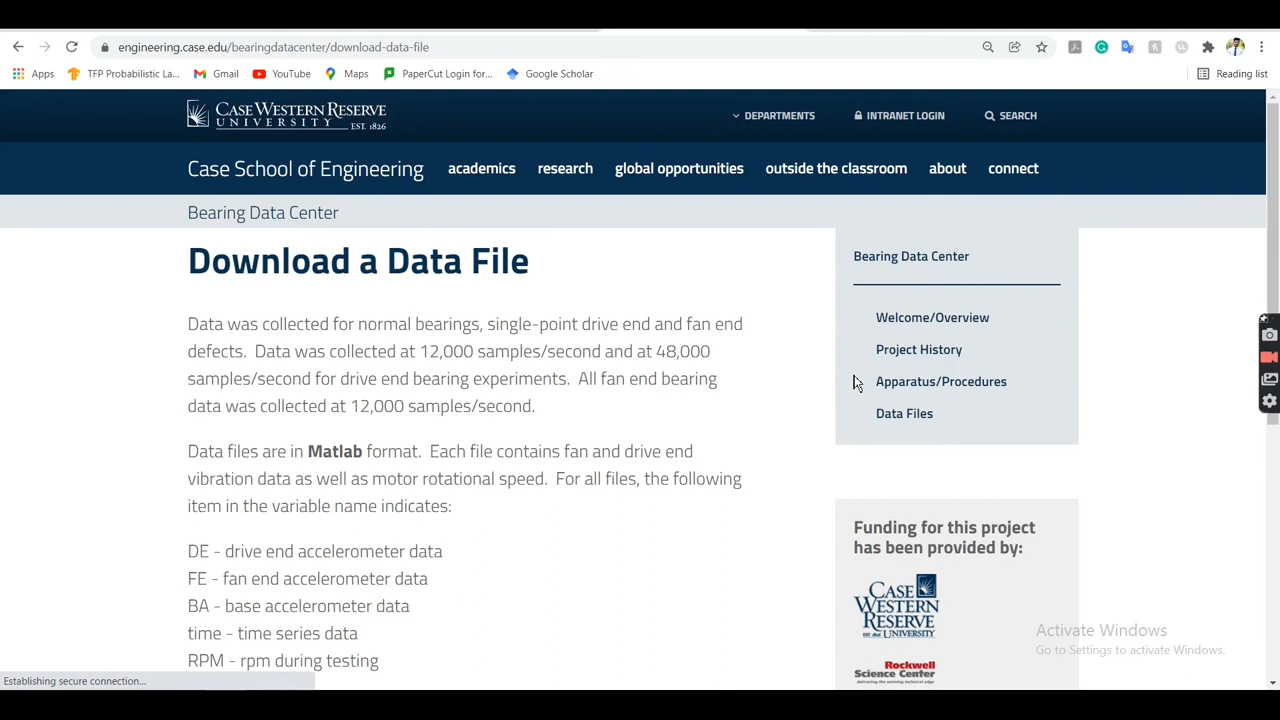 engineering.case.edu/bearingdatacenter/download-data-file
Apps TFP Probabilistic La... Gmail YouTube Maps PaperCut Login for... Google Scholar Reading list
CASE WESTERN RESERVE
UNIVERSITY EST. 1826
DEPARTMENTS INTRANET LOGIN SEARCH
Case School of Engineering academics research global opportunities outside the classroom about connect
Bearing Data Center
Download a Data File
Data was collected for normal bearings, single-point drive end and fan end
defects. Data was collected at 12,000 samples/second and at 48,000
samples/second for drive end bearing experiments. All fan end bearing
data was collected at 12,000 samples/second.
Data files are in Matlab format. Each file contains fan and drive end
vibration data as well as motor rotational speed. For all files, the following
item in the variable name indicates:
DE - drive end accelerometer data
FE - fan end accelerometer data
BA - base accelerometer data
time - time series data
RPM - rpm during testing
Bearing Data Center
Welcome/Overview
Project History
Apparatus/Procedures
Data Files
Funding for this project
has been provided by:
CASE
WESTERN
RESERVE
UNIVERSITY
Rockwell
Science Center
Activate Windows
Go to Settings to activate Windows.
Establishing secure connection...